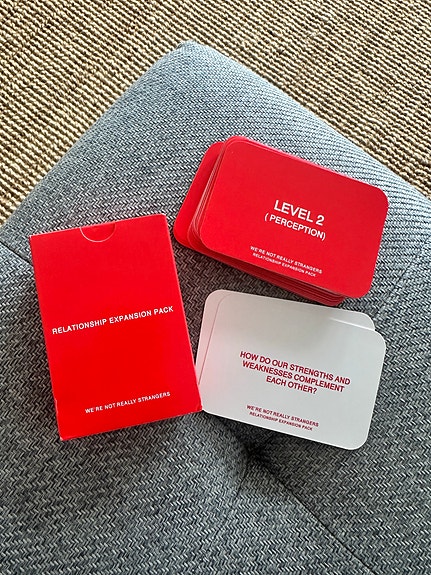 LEVEL 2
( PERCEPTION)
WE'RE NOT REALLY STRANGERS
RELATIONSHIP EXPANSION PACK
RELATIONSHIP EXPANSION PACK
WE'RE NOT REALLY STRANGERS
HOW DO OUR STRENGTHS AND
WEAKNESSES COMPLEMENT
EACH OTHER?
WE'RE NOT REALLY STRANGERS
RELATIONSHIP EXPANSION PACK